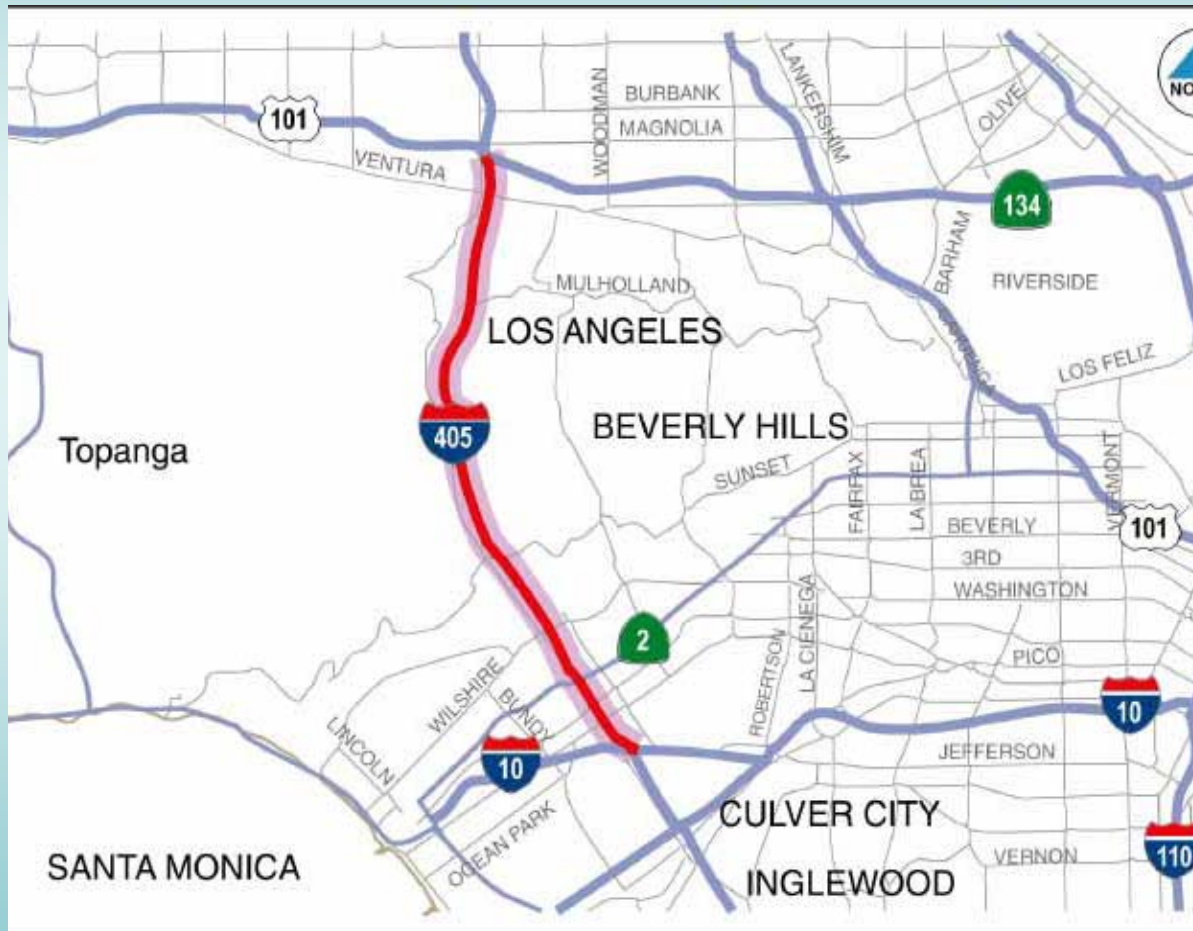 NO
LANKERSHIM
OLIVE
BURBANK
101
MAGNOLIA
WOODMAN
VENTURA
134
BARHAM
RIVERSIDE
MULHOLLAND
LOS ANGELES
CAHUENGA
LOS FELIZ
405
BEVERLY HILLS
Topanga
SUNSET
FAIRFAX
LA BREA
VERMONT
BEVERLY
101
3RD
WASHINGTON
2
LA CIENEGA
ROBERTSON
PICO
WILSHIRE
BUNDY
LINCOLN
10
10
JEFFERSON
CULVER CITY
OCEAN PARK
SANTA MONICA
VERNON
110
INGLEWOOD